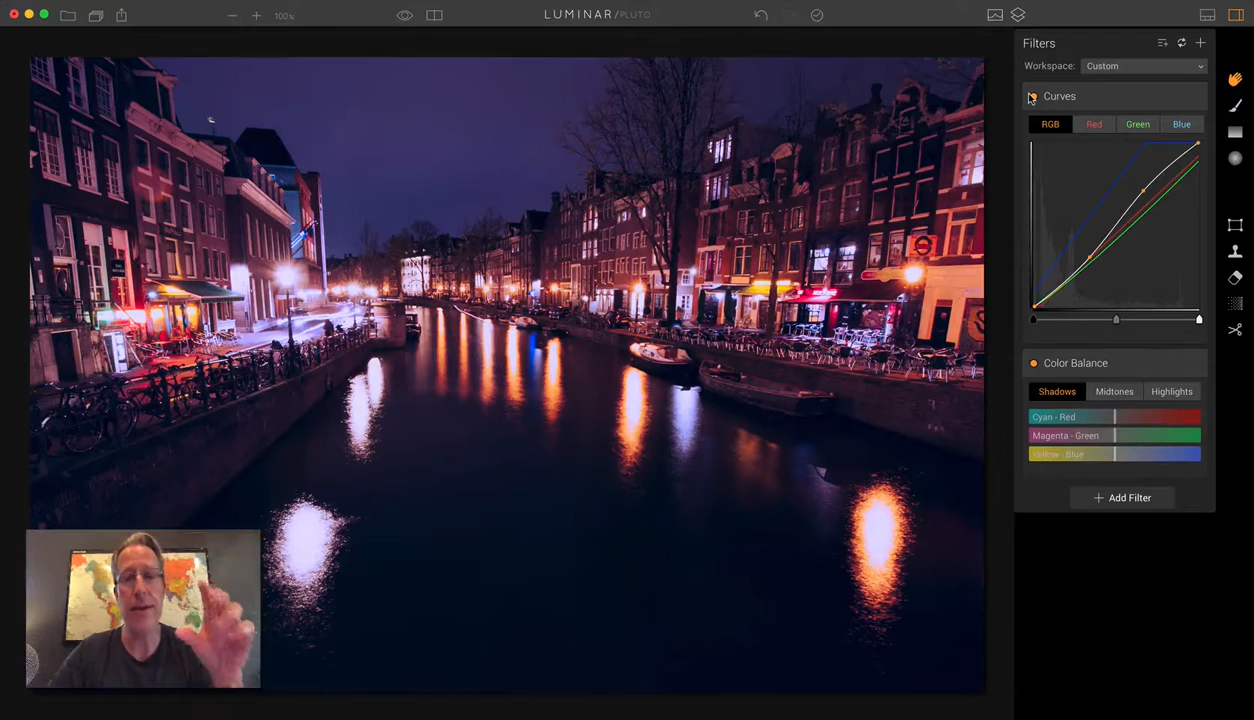 100%
LUMINAR/PLUTO
Filters
Workspace: Custom
Curves
RGB Red Green Blue
Color Balance
Shadows Midtones Highlights
Cyan - Red
Magenta - Green
Yellow - Blue
Add Filter